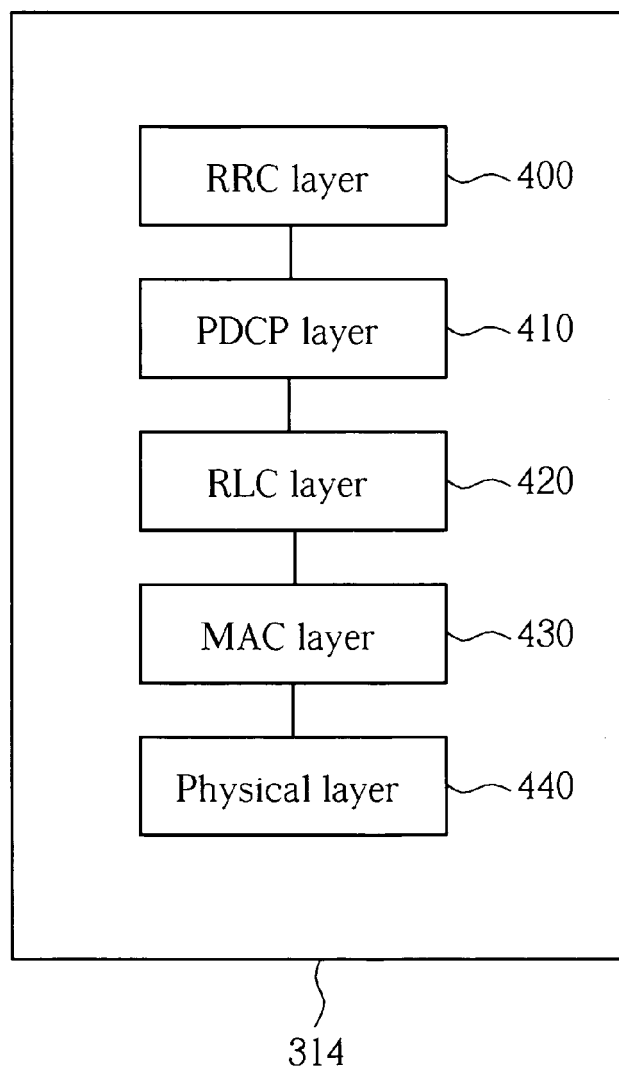 RRC layer 400
PDCP layer 410
RLC layer 420
MAC layer 430
Physical layer 440
314